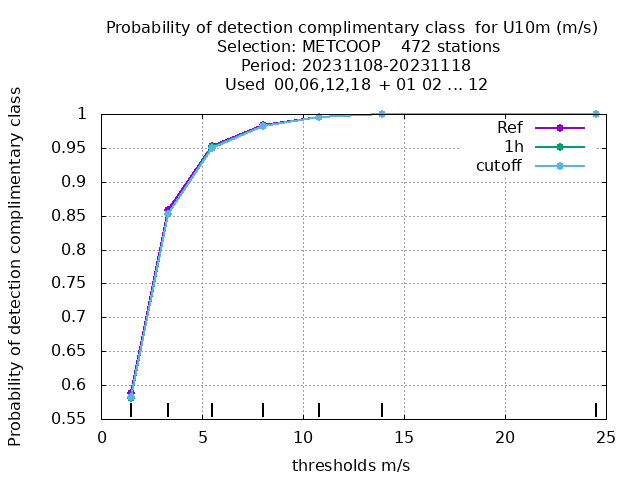 Probability of detection complimentary class  for U10m (m/s)
Selection: METCOOP    472 stations
Period: 20231108-20231118
Used  00,06,12,18  + 01 02 ... 12
Probability of detection complimentary class
1
0.95
0.9
0.85
0.8
0.75
0.7
0.65
0.6
0.55
Ref
1h
cutoff
0 5 10 15 20 25
thresholds m/s